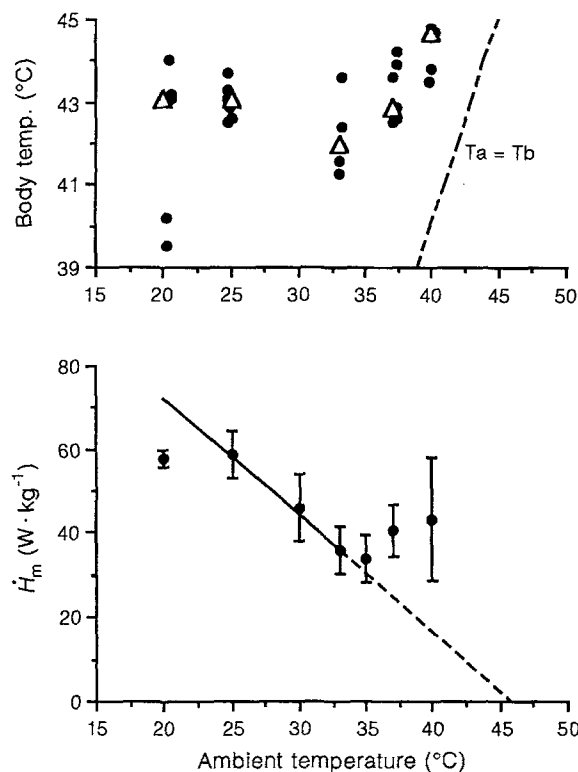 45
43
41
39
Body temp. (°C)
Ta = Tb
15 20 25 30 35 40 45 50
80
60
40
20
0
Ḣm (W · kg⁻¹)
15 20 25 30 35 40 45 50
Ambient temperature (°C)